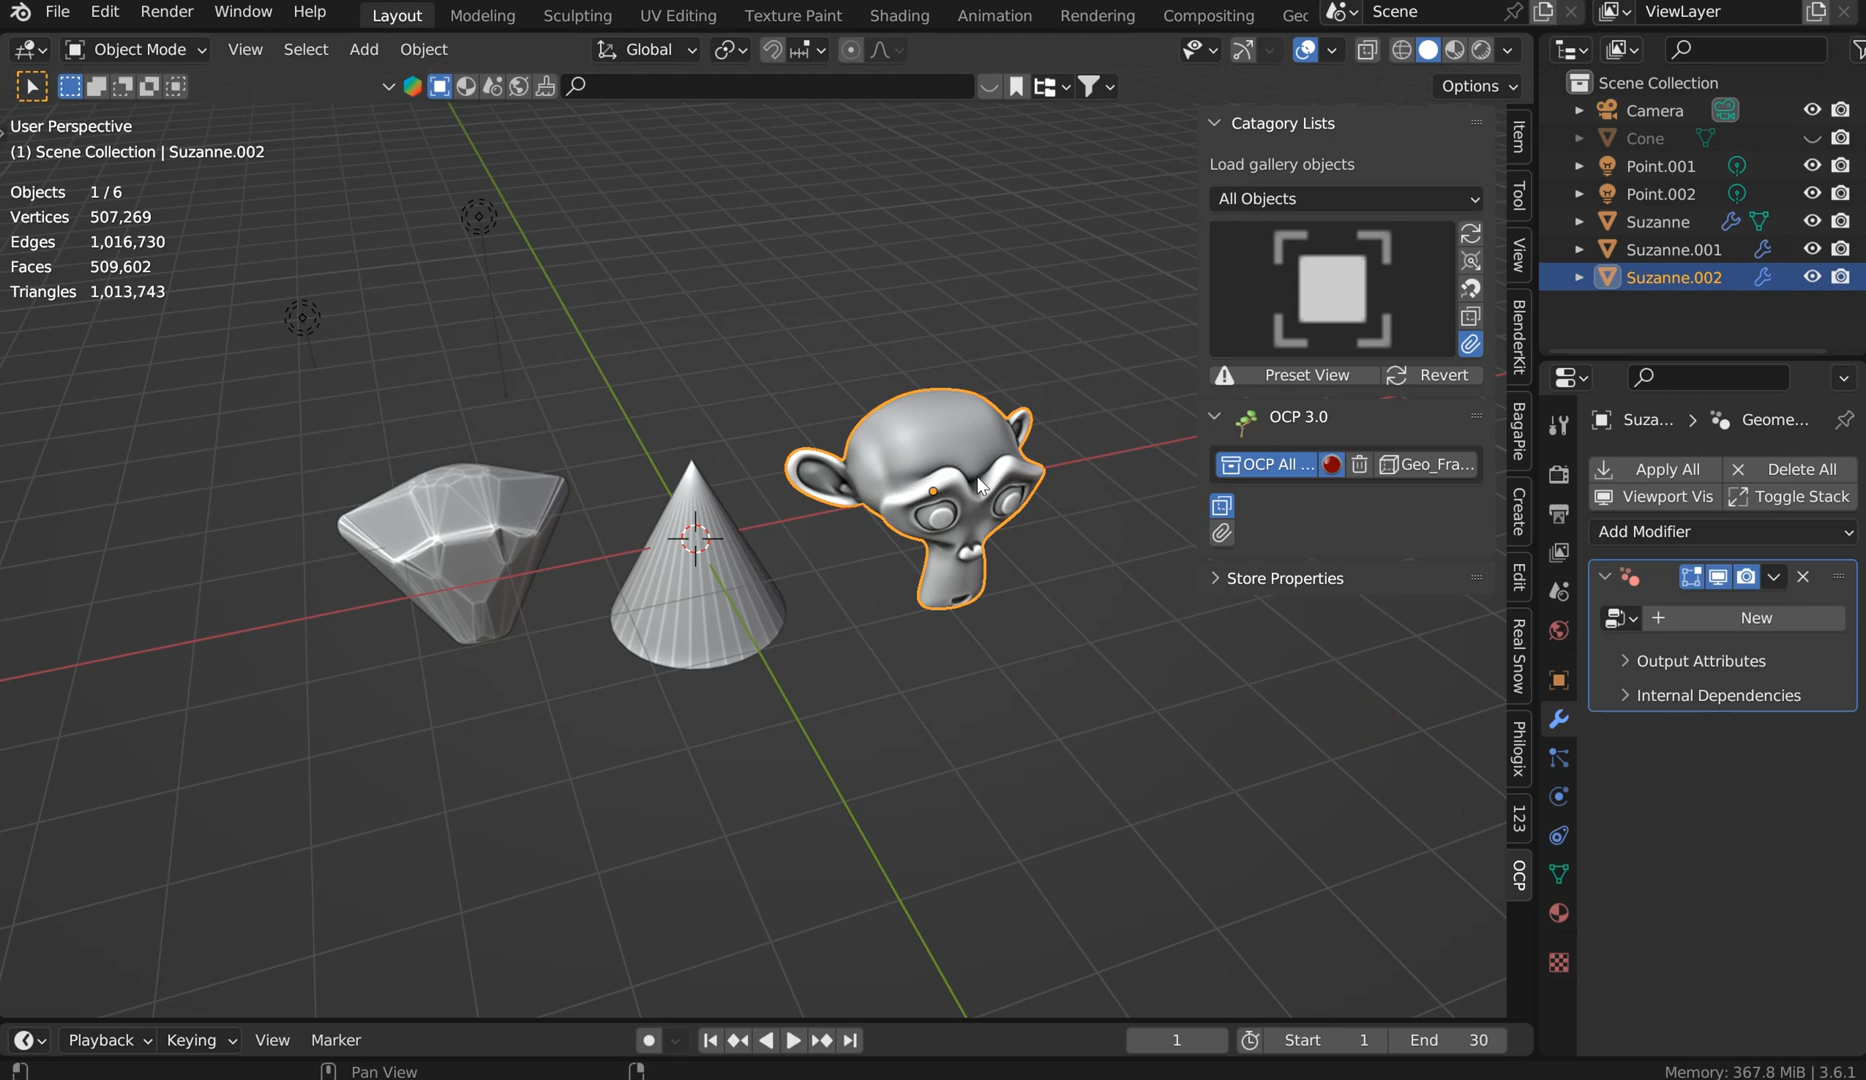 File Edit Render Window Help Layout Modeling Sculpting UV Editing Texture Paint Shading Animation Rendering Compositing Geo Scene ViewLayer
Object Mode View Select Add Object Global
Options
User Perspective
(1) Scene Collection | Suzanne.002
Objects 1 / 6
Vertices 507,269
Edges 1,016,730
Faces 509,602
Triangles 1,013,743
Catagory Lists
Load gallery objects
All Objects
Preset View Revert
OCP 3.0
OCP All ... Geo_Fra...
Store Properties
Item
Tool
View
BlenderKit
BagaPie
Create
Edit
Real Snow
Philogix
123
OCP
Scene Collection
Camera
Cone
Point.001
Point.002
Suzanne
Suzanne.001
Suzanne.002
Suza... Geome...
Apply All Delete All
Viewport Vis Toggle Stack
Add Modifier
New
Output Attributes
Internal Dependencies
Playback Keying View Marker 1 Start 1 End 30
Pan View Memory: 367.8 MiB | 3.6.1